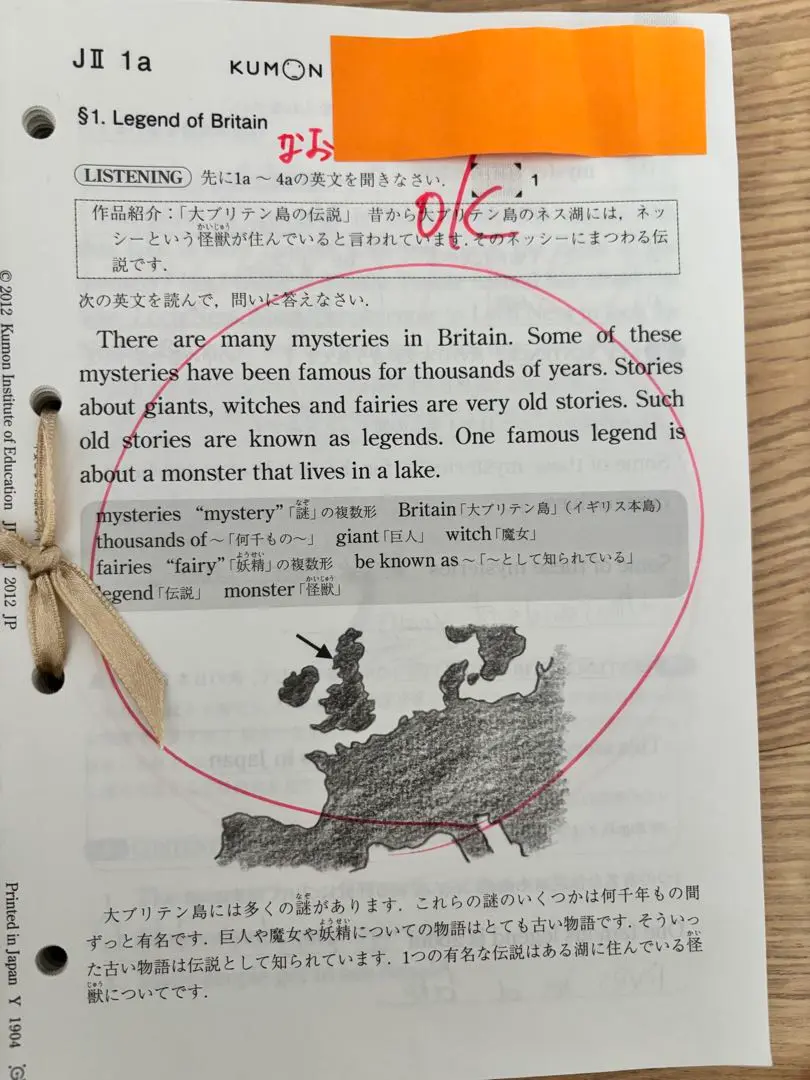 JⅡ 1a KUMON
§1. Legend of Britain
なお
LISTENING 先に1a ~ 4aの英文を聞きなさい. 1
OK
作品紹介：「大ブリテン島の伝説」 昔から大ブリテン島のネス湖には，ネッ
シーという怪獣が住んでいると言われています.そのネッシーにまつわる伝
説です.
次の英文を読んで，問いに答えなさい.
There are many mysteries in Britain. Some of these
mysteries have been famous for thousands of years. Stories
about giants, witches and fairies are very old stories. Such
old stories are known as legends. One famous legend is
about a monster that lives in a lake.
mysteries “mystery”「謎」の複数形 Britain「大ブリテン島」（イギリス本島）
thousands of～「何千もの～」 giant「巨人」 witch「魔女」
fairies “fairy”「妖精」の複数形 be known as～「～として知られている」
legend「伝説」 monster「怪獣」
大ブリテン島には多くの謎があります．これらの謎のいくつかは何千年もの間
ずっと有名です．巨人や魔女や妖精についての物語はとても古い物語です．そういっ
た古い物語は伝説として知られています．1つの有名な伝説はある湖に住んでいる怪
獣についてです．
© 2012 Kumon Institute of Education
2012 JP
Printed in Japan Y 1904